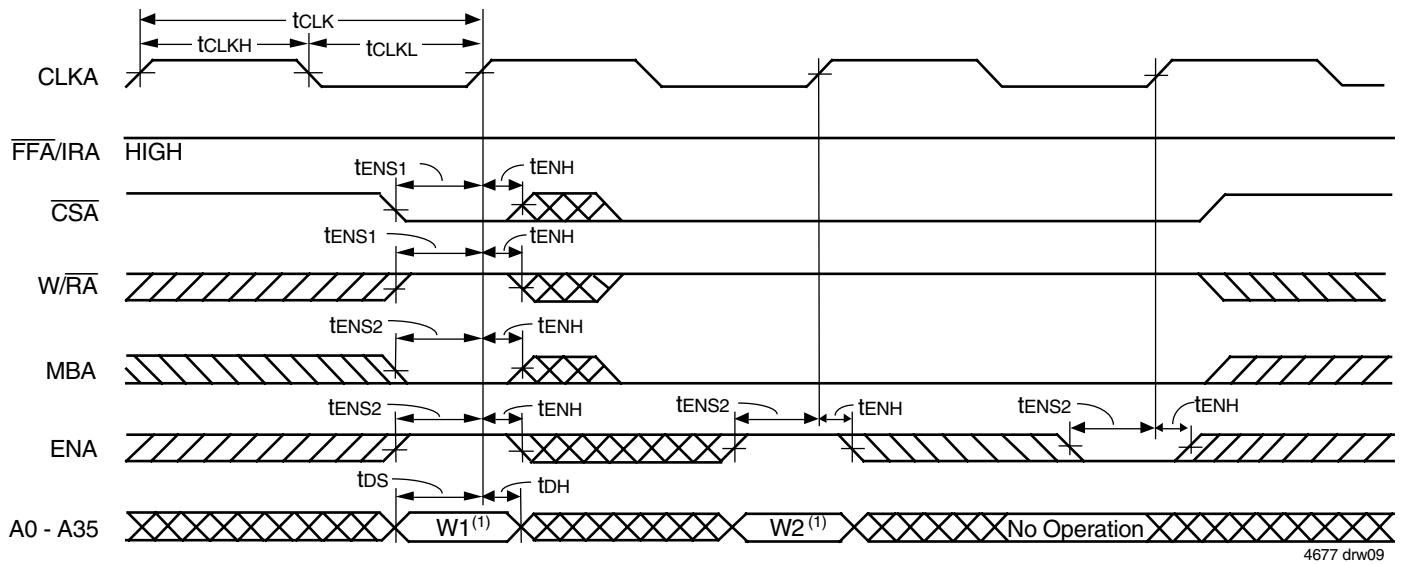 tCLK
tCLKH tCLKL
CLKA
FFA/IRA HIGH
tENS1 tENH
CSA
tENS1 tENH
W/RA
tENS2 tENH
MBA
tENS2 tENH tENS2 tENH tENS2 tENH
ENA
tDS tDH
A0 - A35 W1(1) W2(1) No Operation
4677 drw09